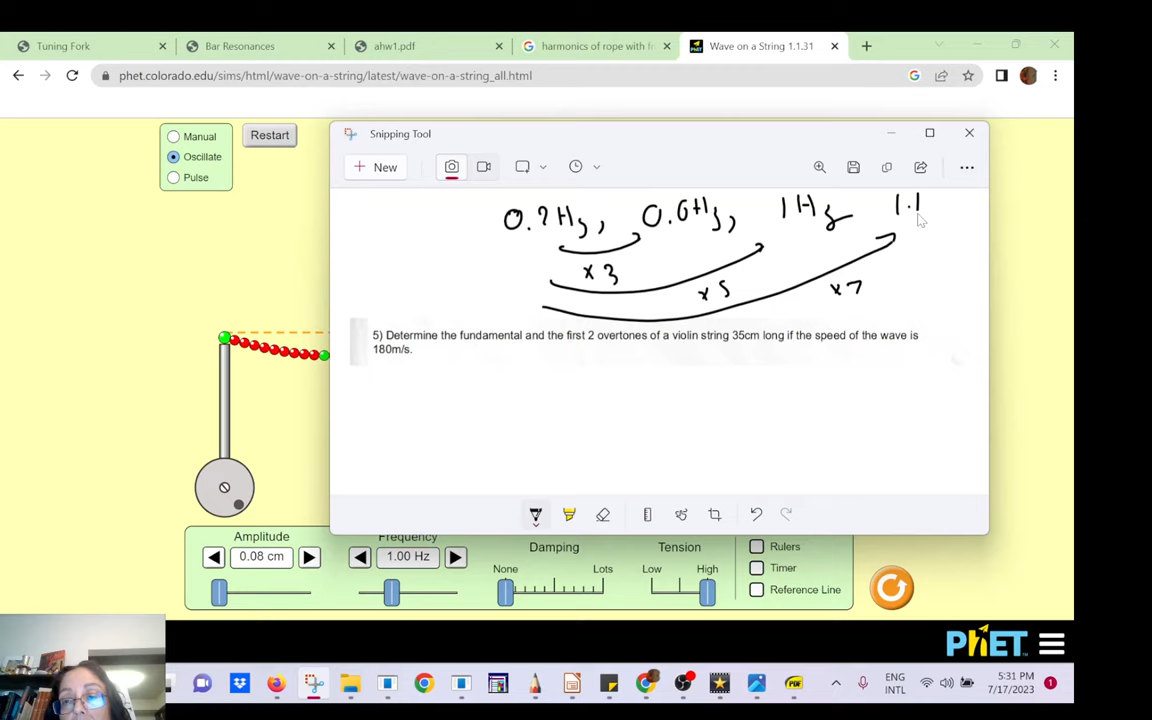 Tuning Fork
Bar Resonances
ahw1.pdf
harmonics of rope with f
Wave on a String 1.1.31
phet.colorado.edu/sims/html/wave-on-a-string/latest/wave-on-a-string_all.html
Manual
Oscillate
Pulse
Restart
Snipping Tool
New
0.2Hz, 0.6Hz, 1Hz 1.1
x 3
x 5
x 7
5) Determine the fundamental and the first 2 overtones of a violin string 35cm long if the speed of the wave is
180m/s.
Amplitude
0.08 cm
Frequency
1.00 Hz
Damping
None
Lots
Tension
Low
High
Rulers
Timer
Reference Line
PhET
ENG
INTL
5:31 PM
7/17/2023
1